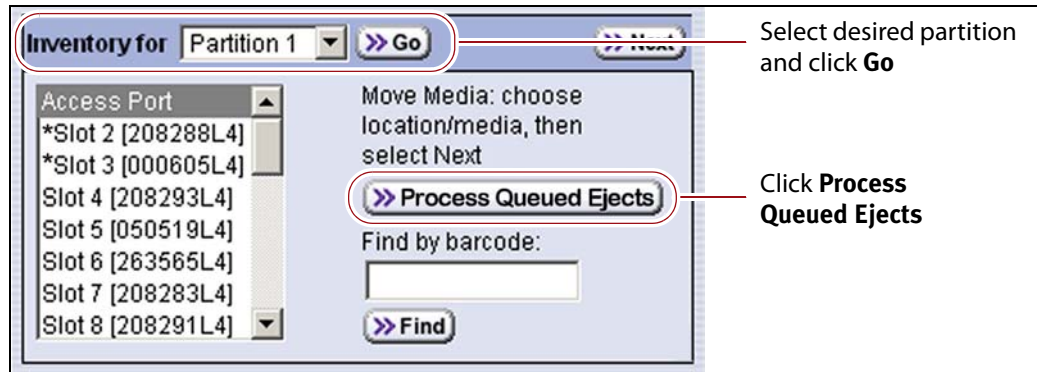 Inventory for Partition 1 >> Go >> Next
Select desired partition
and click Go
Access Port
*Slot 2 [208288L4]
*Slot 3 [000605L4]
Slot 4 [208293L4]
Slot 5 [050519L4]
Slot 6 [263565L4]
Slot 7 [208283L4]
Slot 8 [208291L4]
Move Media: choose
location/media, then
select Next
>> Process Queued Ejects
Find by barcode:
>> Find
Click Process
Queued Ejects